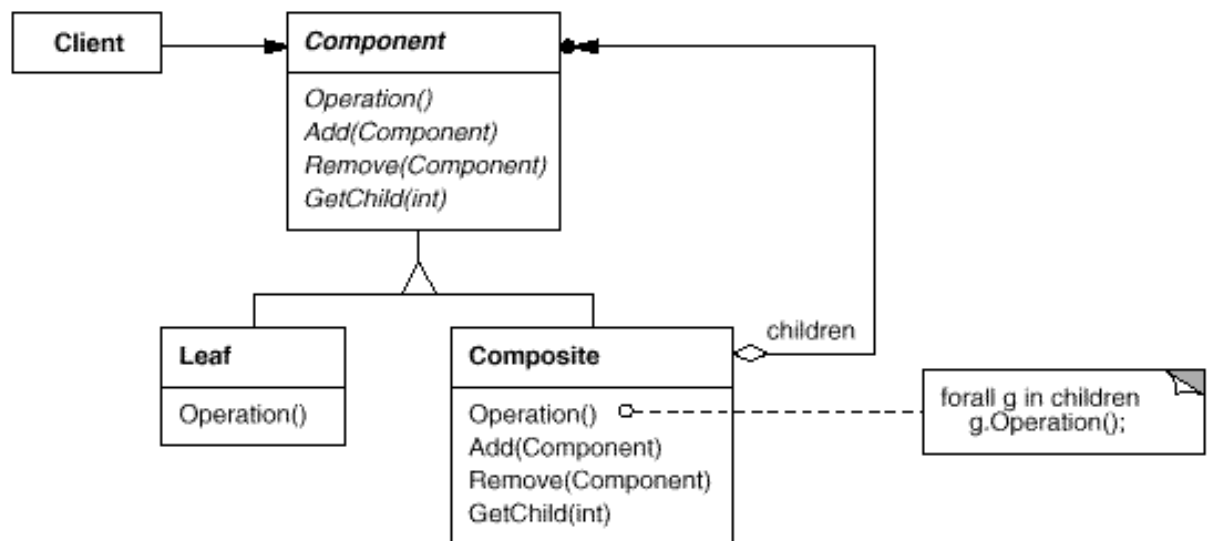 Client
Component
Operation()
Add(Component)
Remove(Component)
GetChild(int)
children
Leaf
Operation()
Composite
Operation()
Add(Component)
Remove(Component)
GetChild(int)
forall g in children
g.Operation();